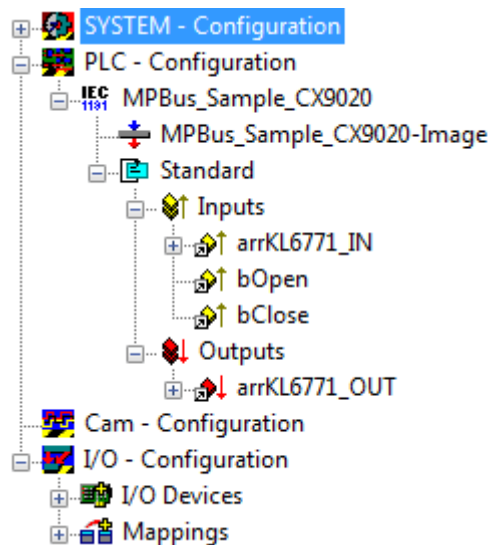 SYSTEM - Configuration
PLC - Configuration
IEC 1131 MPBus_Sample_CX9020
MPBus_Sample_CX9020-Image
Standard
Inputs
arrKL6771_IN
bOpen
bClose
Outputs
arrKL6771_OUT
Cam - Configuration
I/O - Configuration
I/O Devices
Mappings